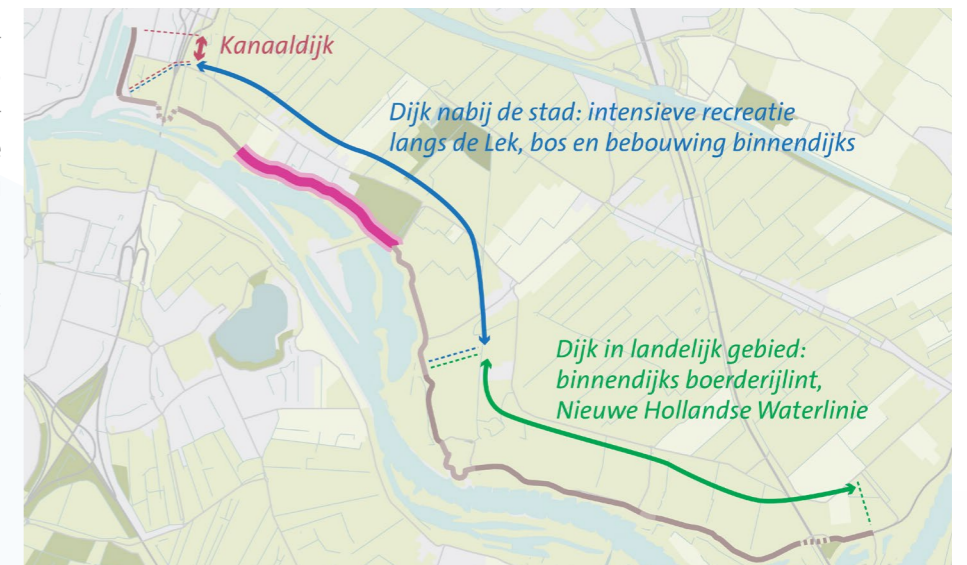 Kanaaldijk
Dijk nabij de stad: intensieve recreatie
langs de Lek, bos en bebouwing binnendijks
Dijk in landelijk gebied:
binnendijks boerderijlint,
Nieuwe Hollandse Waterlinie